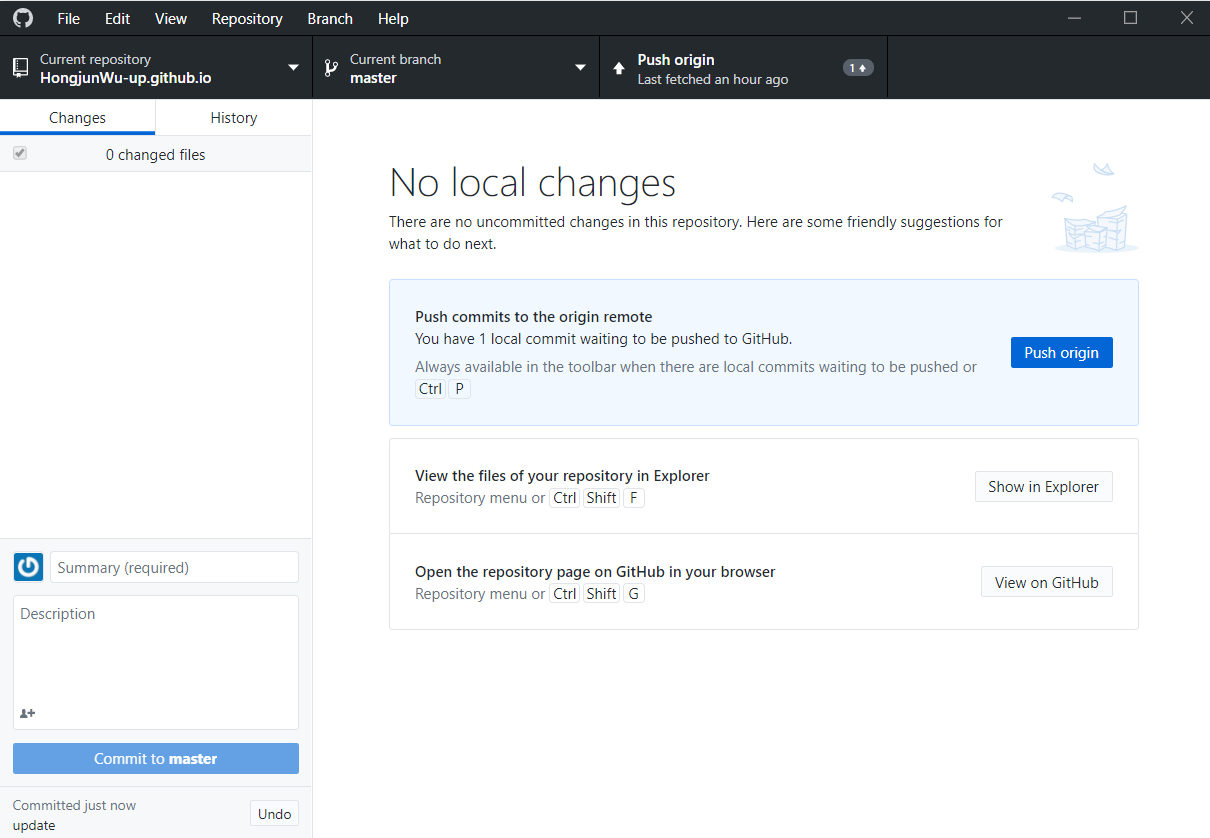 File Edit View Repository Branch Help
Current repository
HongjunWu-up.github.io
Current branch
master
Push origin
Last fetched an hour ago
1
Changes History
0 changed files
No local changes
There are no uncommitted changes in this repository. Here are some friendly suggestions for
what to do next.
Push commits to the origin remote
You have 1 local commit waiting to be pushed to GitHub.
Always available in the toolbar when there are local commits waiting to be pushed or
Ctrl P
Push origin
View the files of your repository in Explorer
Repository menu or Ctrl Shift F
Show in Explorer
Open the repository page on GitHub in your browser
Repository menu or Ctrl Shift G
View on GitHub
Summary (required)
Description
Commit to master
Committed just now
update
Undo